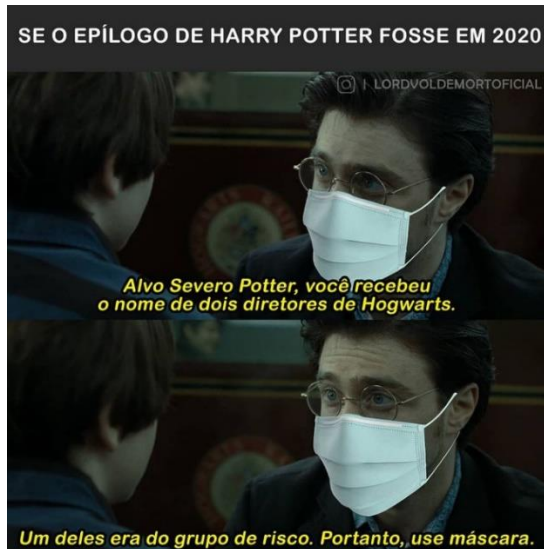 SE O EPÍLOGO DE HARRY POTTER FOSSE EM 2020
| LORDVOLDEMORTOFICIAL
Alvo Severo Potter, você recebeu
o nome de dois diretores de Hogwarts.
Um deles era do grupo de risco. Portanto, use máscara.